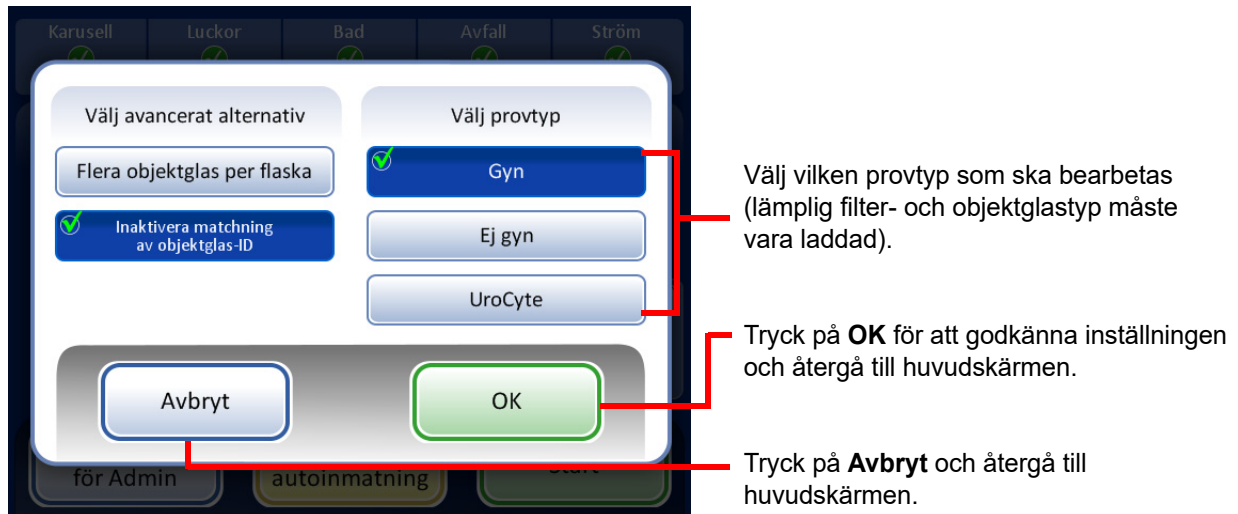 Karusell Luckor Bad Avfall Ström
Välj avancerat alternativ
Flera objektglas per flaska
Inaktivera matchning
av objektglas-ID
Välj provtyp
Gyn
Ej gyn
UroCyte
Avbryt
OK
för Admin
autoinmatning
Start
Välj vilken provtyp som ska bearbetas
(lämplig filter- och objektglastyp måste
vara laddad).
Tryck på OK för att godkänna inställningen
och återgå till huvudskärmen.
Tryck på Avbryt och återgå till
huvudskärmen.